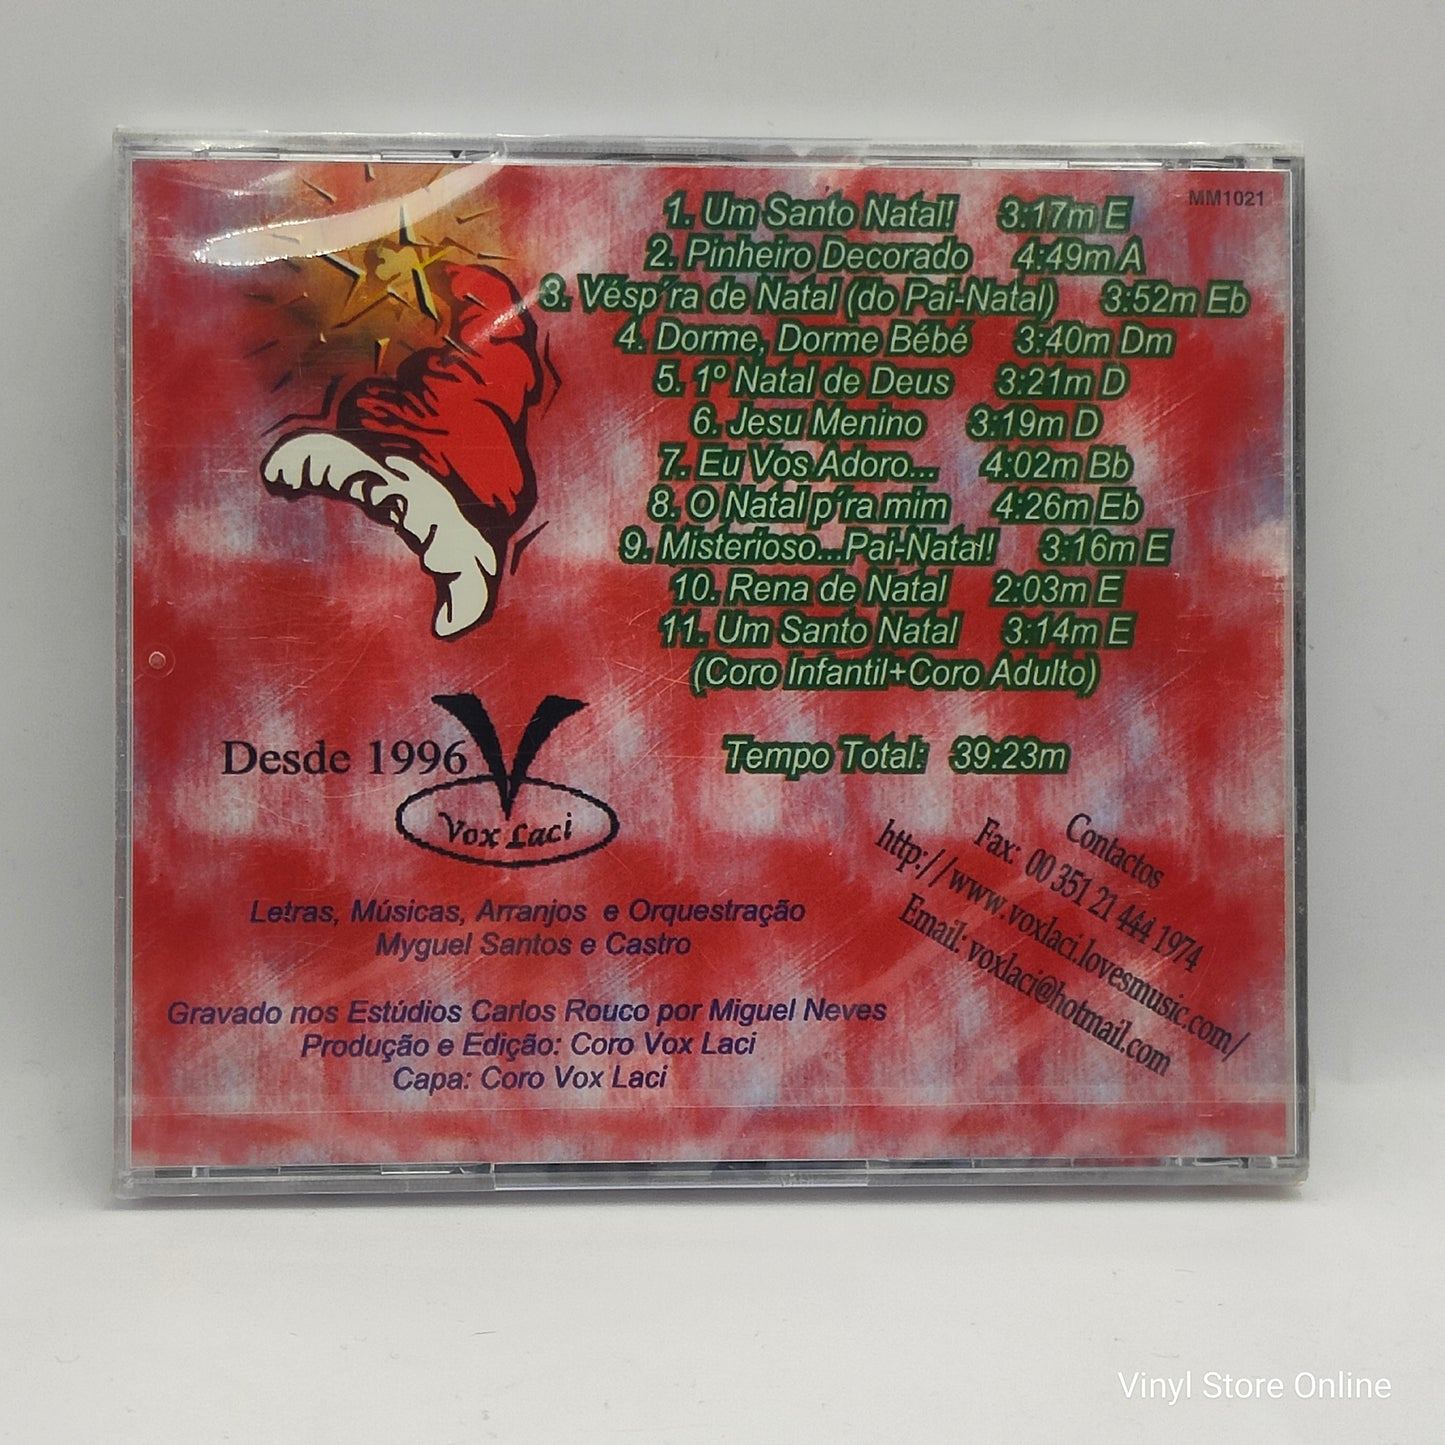 MM1021
1. Um Santo Natal! 3:17m E
2. Pinheiro Decorado 4:49m A
3. Vésp´ra de Natal (do Pai-Natal) 3:52m Eb
4. Dorme, Dorme Bébé 3:40m Dm
5. 1º Natal de Deus 3:21m D
6. Jesu Menino 3:19m D
7. Eu Vos Adoro... 4:02m Bb
8. O Natal p´ra mim 4:26m Eb
9. Misterioso...Pai-Natal! 3:16m E
10. Rena de Natal 2:03m E
11. Um Santo Natal 3:14m E
(Coro Infantil+Coro Adulto)
Tempo Total: 39:23m
Desde 1996
Vox Laci
Letras, Músicas, Arranjos e Orquestração
Myguel Santos e Castro
Gravado nos Estúdios Carlos Rouco por Miguel Neves
Produção e Edição: Coro Vox Laci
Capa: Coro Vox Laci
Contactos
Fax: 00 351 21 444 1974
http://www.voxlaci.lovesmusic.com/
Email: voxlaci@hotmail.com
Vinyl Store Online